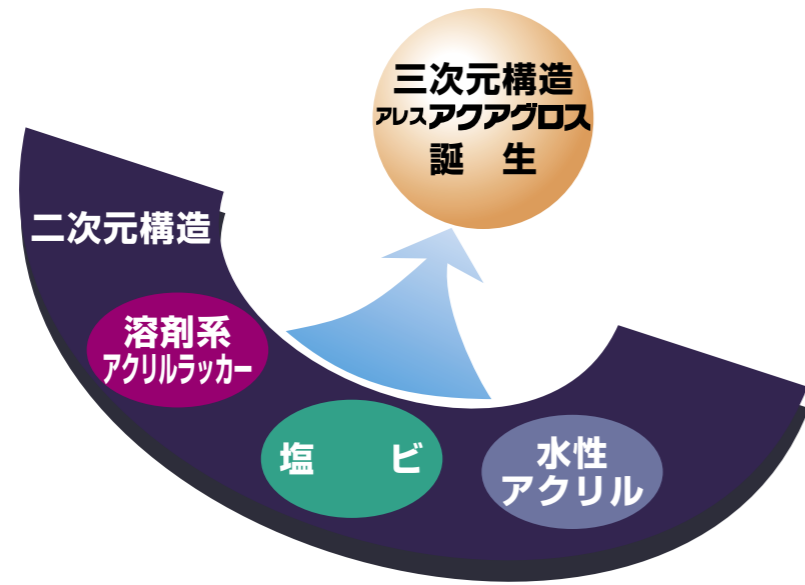 三次元構造
アレスアクアグロス
誕　生
二次元構造
溶剤系
アクリルラッカー
塩　ビ
水性
アクリル